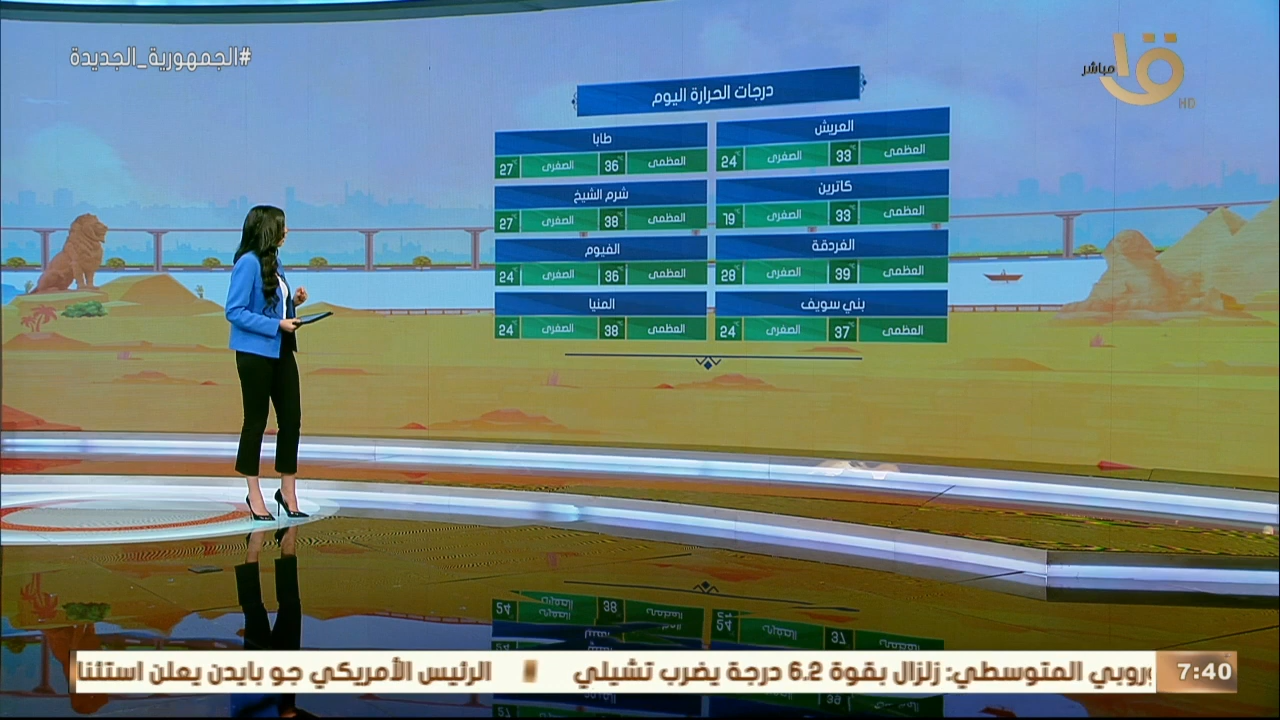 #الجمهورية_الجديدة
مباشر
HD
درجات الحرارة اليوم
العريش
العظمى 33 الصغرى 24
طابا
العظمى 36 الصغرى 27
كاترين
العظمى 33 الصغرى 19
شرم الشيخ
العظمى 38 الصغرى 27
الغردقة
العظمى 39 الصغرى 28
الفيوم
العظمى 36 الصغرى 24
بني سويف
العظمى 37 الصغرى 24
المنيا
العظمى 38 الصغرى 24
7:40
المتوسطي: زلزال بقوة 6.2 درجة يضرب تشيلي
الرئيس الأمريكي جو بايدن يعلن